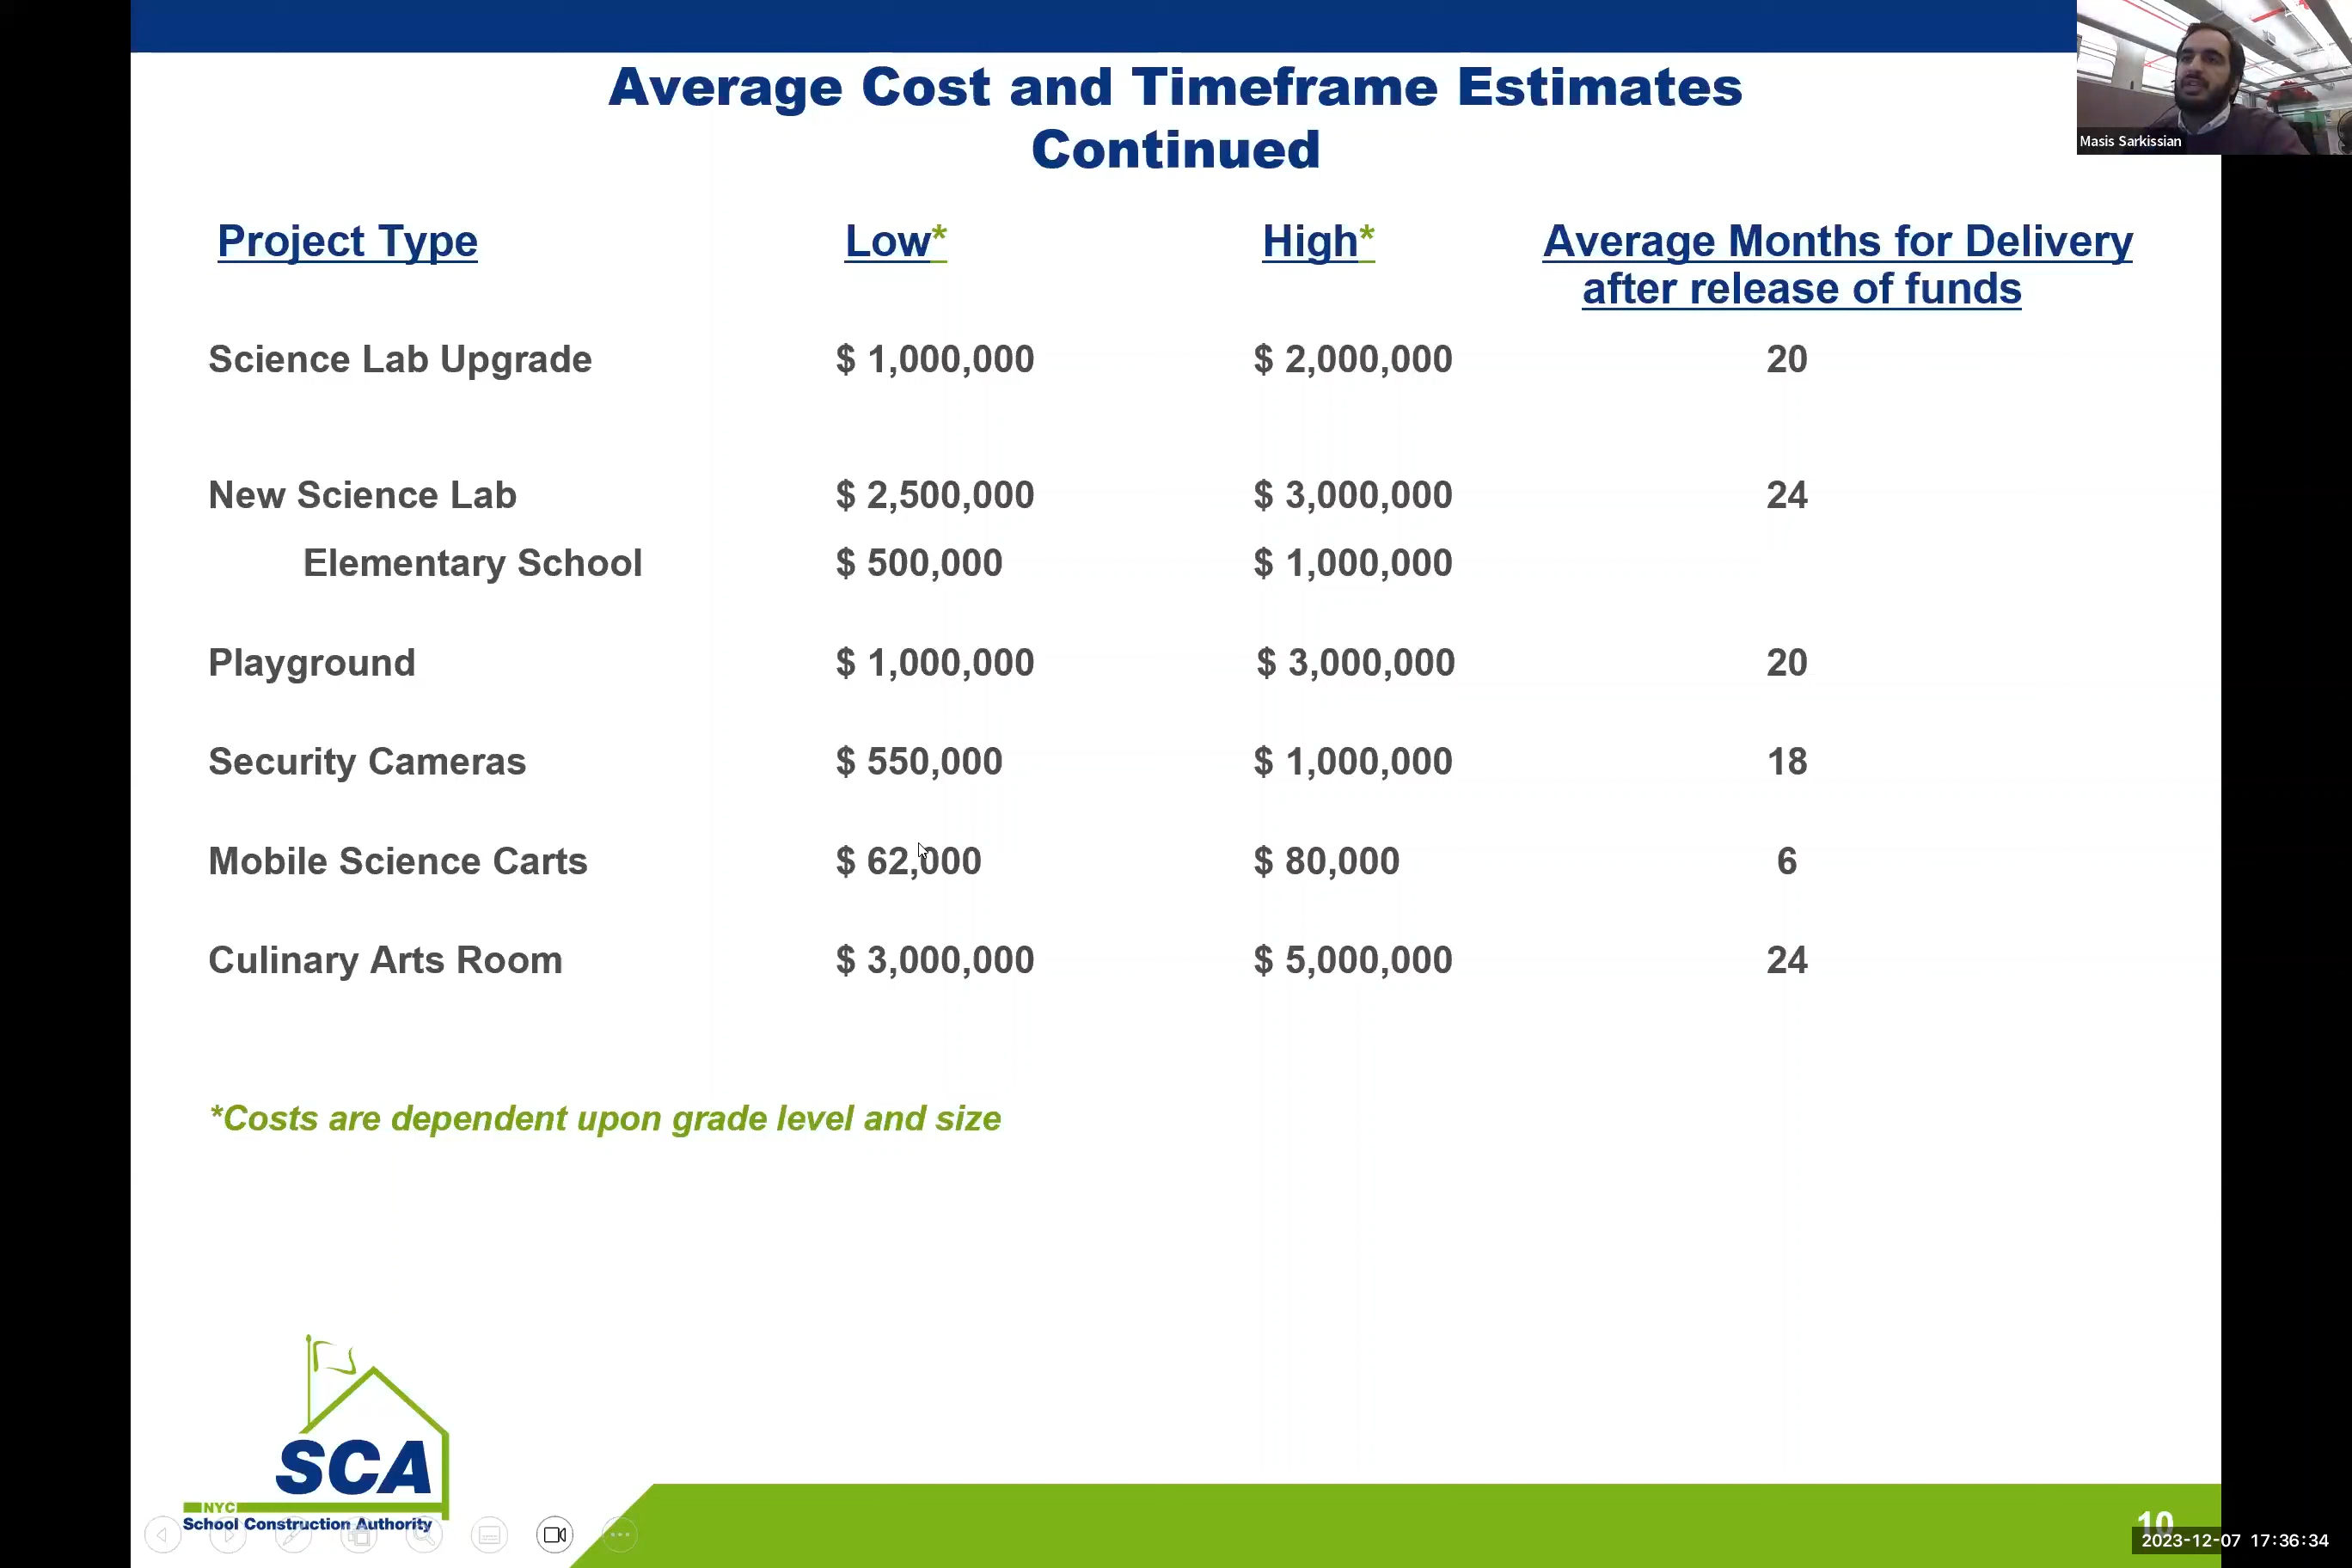 Average Cost and Timeframe Estimates
Continued
Masis Sarkissian
Project Type Low* High* Average Months for Delivery
after release of funds
Science Lab Upgrade $ 1,000,000 $ 2,000,000 20
New Science Lab $ 2,500,000 $ 3,000,000 24
Elementary School $ 500,000 $ 1,000,000
Playground $ 1,000,000 $ 3,000,000 20
Security Cameras $ 550,000 $ 1,000,000 18
Mobile Science Carts $ 62,000 $ 80,000 6
Culinary Arts Room $ 3,000,000 $ 5,000,000 24
*Costs are dependent upon grade level and size
SCA
NYC
School Construction Authority
10
2023-12-07 17:36:34